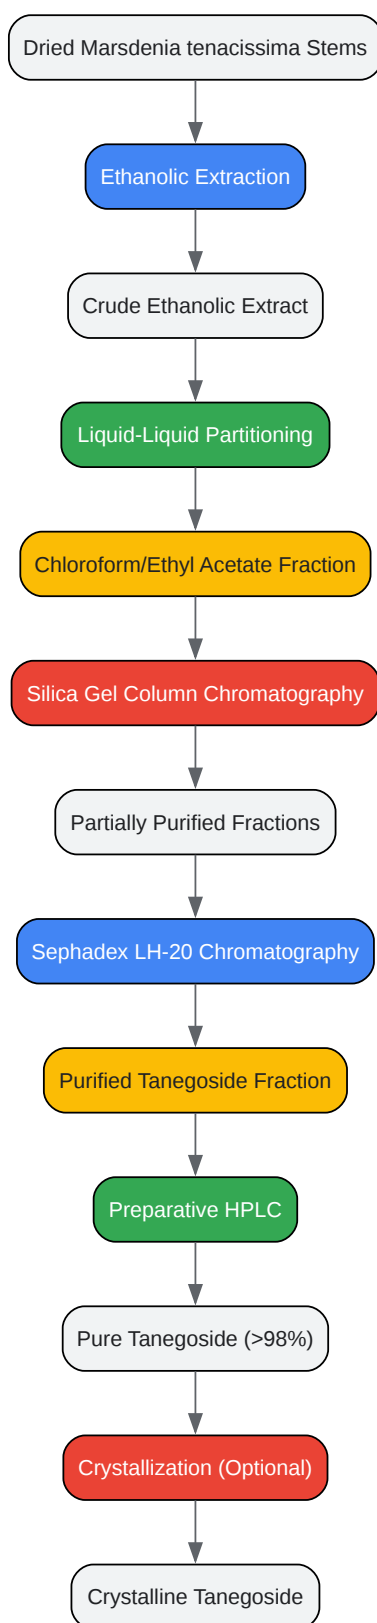 Dried Marsdenia tenacissima Stems
Ethanolic Extraction
Crude Ethanolic Extract
Liquid-Liquid Partitioning
Chloroform/Ethyl Acetate Fraction
Silica Gel Column Chromatography
Partially Purified Fractions
Sephadex LH-20 Chromatography
Purified Tanegoside Fraction
Preparative HPLC
Pure Tanegoside (>98%)
Crystallization (Optional)
Crystalline Tanegoside